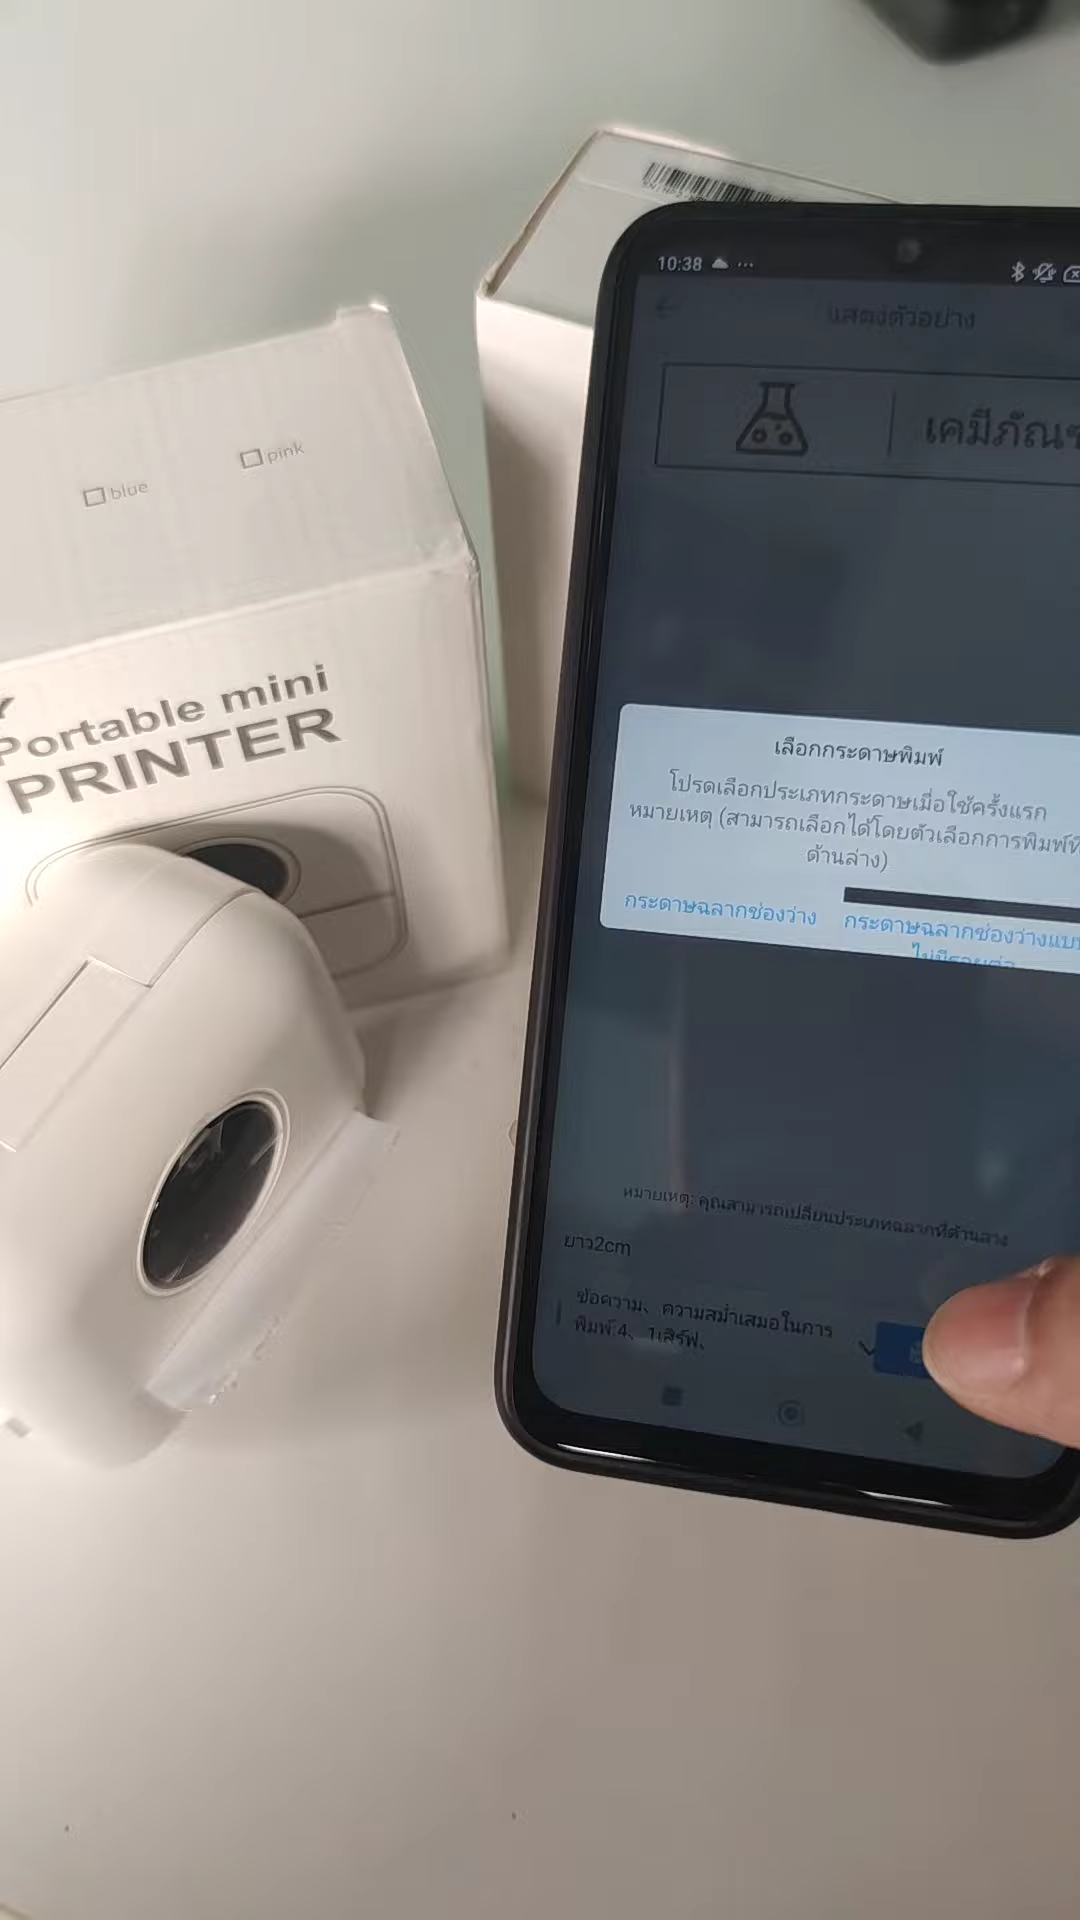 blue
pink
Portable mini
PRINTER
10:38
แสดงตัวอย่าง
เลือกกระดาษพิมพ์
โปรดเลือกประเภทกระดาษเมื่อใช้ครั้งแรก
หมายเหตุ (สามารถเลือกได้โดยตัวเลือกการพิมพ์ที่
ด้านล่าง)
กระดาษฉลากช่องว่าง
กระดาษฉลากช่องว่างแบบ
หมายเหตุ: คุณสามารถเปลี่ยนประเภทฉลากที่ด้านล่าง
ยาว2cm
ข้อความ、ความสม่ำเสมอในการ
พิมพ์:4、 1เสิร์ฟ、